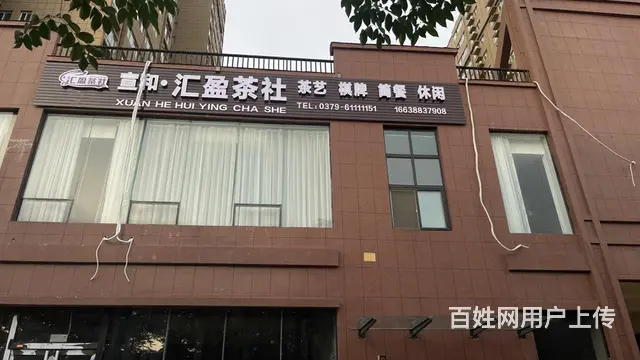 汇盈茶社
宣和·汇盈茶社 茶艺 棋牌 简餐 休闲
XUAN HE HUI YING CHA SHE TEL: 0379-61111151 16638837908
百姓网用户上传